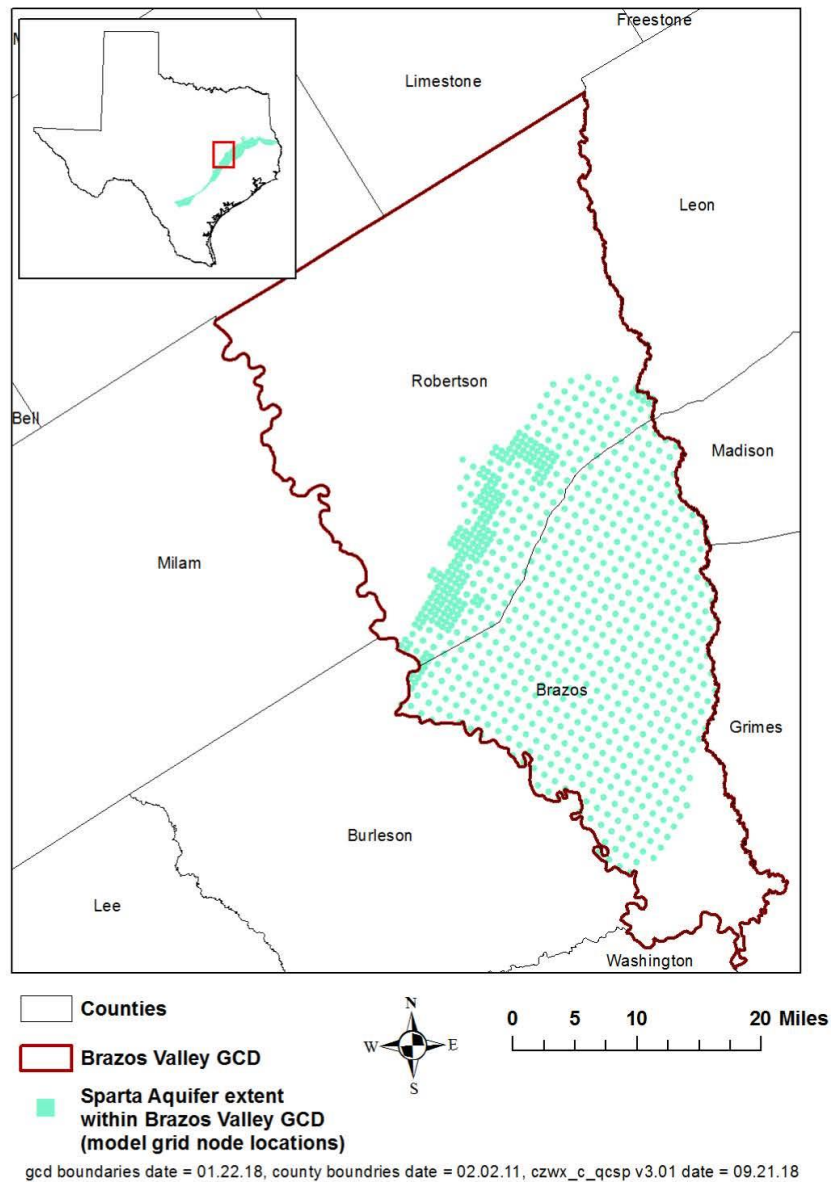 Freestone
Limestone
Leon
Robertson
Bell
Madison
Milam
Brazos
Grimes
Burleson
Lee
Washington
Counties
Brazos Valley GCD
Sparta Aquifer extent
within Brazos Valley GCD
(model grid node locations)
N
W
E
S
0 5 10 20 Miles
gcd boundaries date = 01.22.18, county boundries date = 02.02.11, czwx_c_qcsp v3.01 date = 09.21.18